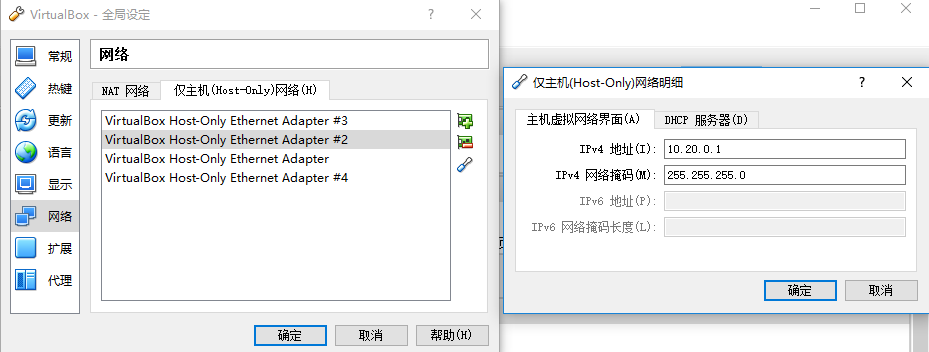 VirtualBox - 全局设定
常规
热键
更新
语言
显示
网络
扩展
代理
网络
NAT 网络
仅主机(Host-Only)网络(H)
VirtualBox Host-Only Ethernet Adapter #3
VirtualBox Host-Only Ethernet Adapter #2
VirtualBox Host-Only Ethernet Adapter
VirtualBox Host-Only Ethernet Adapter #4
确定
取消
帮助(H)
仅主机(Host-Only)网络明细
主机虚拟网络界面(A)
DHCP 服务器(D)
IPv4 地址(I): 10.20.0.1
IPv4 网络掩码(M): 255.255.255.0
IPv6 地址(P):
IPv6 网络掩码长度(L):
确定
取消